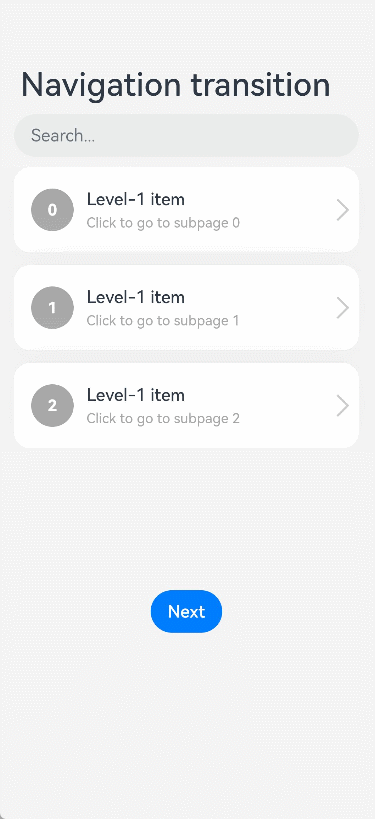 Navigation transition
Search...
0
Level-1 item
Click to go to subpage 0
1
Level-1 item
Click to go to subpage 1
2
Level-1 item
Click to go to subpage 2
Next